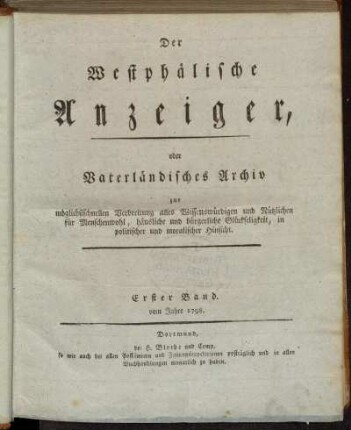 Der
Westphälische
Anzeiger,
oder
Vaterländisches Archiv
zur
möglichstschnellen Verbreitung alles Wissenswürdigen und Nützlichen
für Menschenwohl, häusliche und bürgerliche Glückseligkeit, in
politischer und moralischer Hinsicht.
Erster Band.
vom Jahre 1798.
Dortmund,
bei H. Blothe und Comp.
So wie auch bei allen Postämtern und Zeitungsexpeditionen posttäglich und in allen
Buchhandlungen monatlich zu haben.